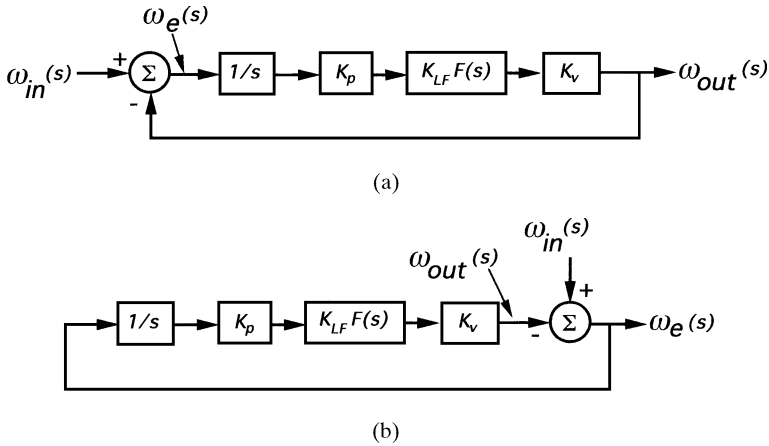 ω_e(s)
ω_in(s) + Σ 1/s K_p K_LF F(s) K_v ω_out(s)
-
(a)
ω_in(s)
ω_out(s)
+
1/s K_p K_LF F(s) K_v Σ ω_e(s)
-
(b)